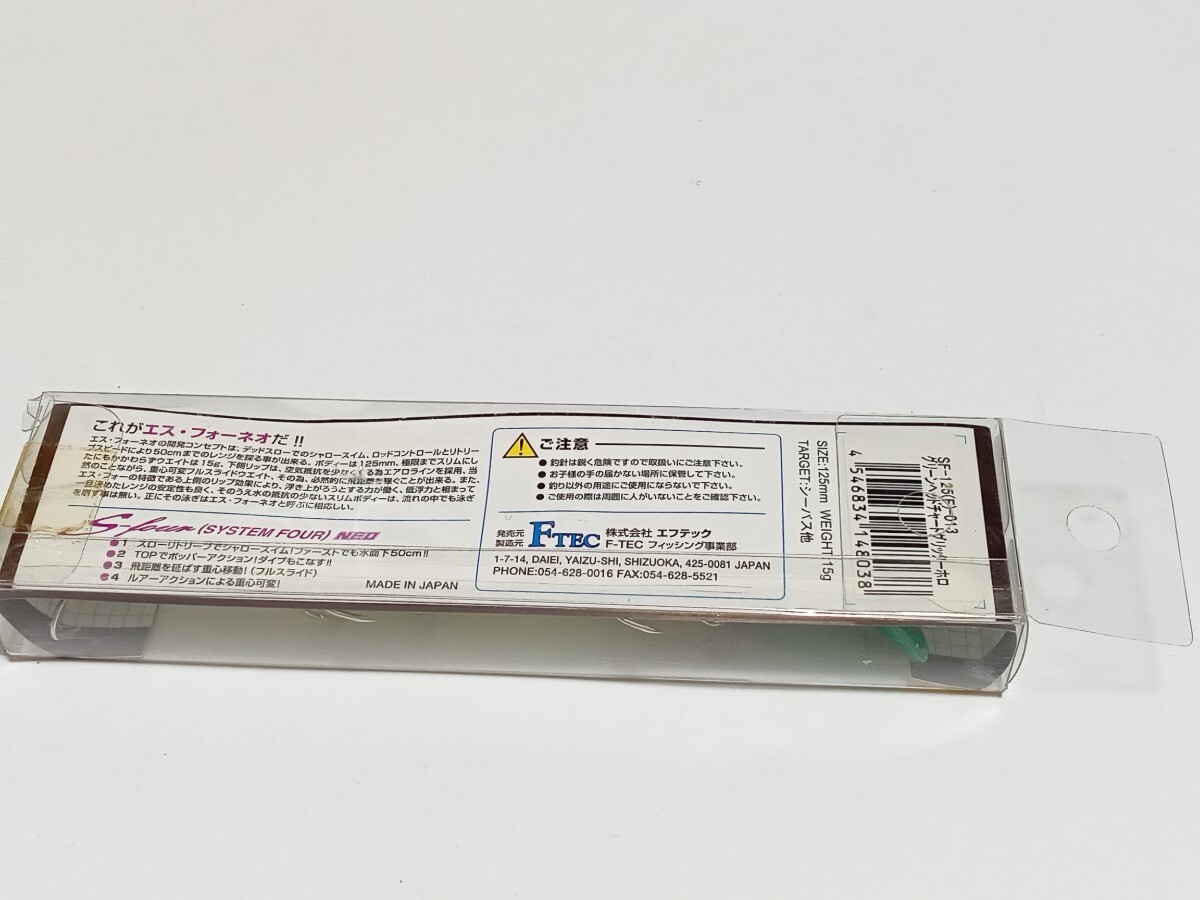 これがエス・フォーネオだ!!
エス・フォーネオの開発コンセプトは、デッドスローでのシャロースイム、ロッドコントロールとリトリー
ブスピードにより50cmまでのレンジを探る事が出来る。ボディーは125mm、極限までスリムにし
たにもかかわらずウエイトは15g、下側リップは、空気抵抗を少なくする為エアロラインを採用、当
然のことながら、重心可変フルスライドウエイト、その為、必然的に飛距離を稼ぐことが出来る。また、
エス・フォーの特徴である上側のリップ効果により、浮き上がろうとする力が働く、低浮力と相まって
一旦決めたレンジの安定性も良く、そのうえ水の抵抗の少ないスリムボディーは、流れの中でも泳ぎ
を崩す事は無い。正にその泳ぎはエス・フォーネオと呼ぶに相応しい。
S-four (SYSTEM FOUR) NEO
●1 スローリトリーブでシャロースイム!ファーストでも水面下50cm!!
●2 TOPでポッパーアクション!ダイブもこなす!!
●3 飛距離を延ばす重心移動!(フルスライド)
●4 ルアーアクションによる重心可変!
MADE IN JAPAN
ご注意
●釣針は鋭く危険ですので取扱いにご注意下さい。
●お子様の手の届かない場所に保管して下さい。
●釣り以外の用途にご使用にならないで下さい。
●ご使用の際は周囲に人がいないことをご確認下さい。
発売元
製造元
FTEC
株式会社 エフテック
F-TEC フィッシング事業部
1-7-14, DAIEI, YAIZU-SHI, SHIZUOKA, 425-0081 JAPAN
PHONE:054-628-0016 FAX:054-628-5521
SIZE:125mm WEIGHT:15g
TARGET:シーバス他
SF-125(F)-013
グリーンヘッドチャートグリッターホロ
4546834148038